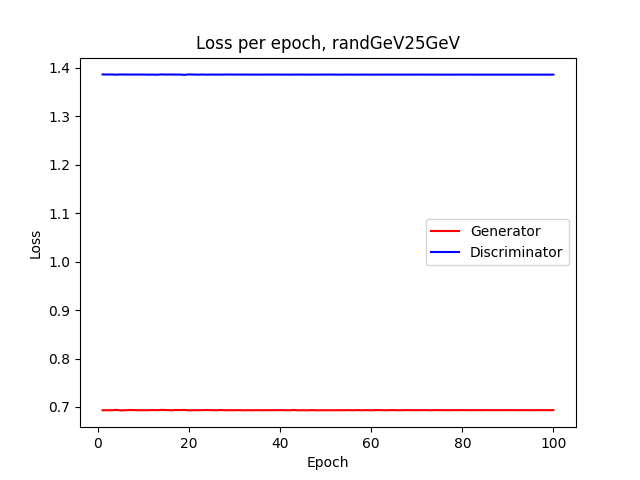 Loss per epoch, randGeV25GeV
1.4
1.3
1.2
1.1
1.0
0.9
0.8
0.7
Loss
Generator
Discriminator
0 20 40 60 80 100
Epoch